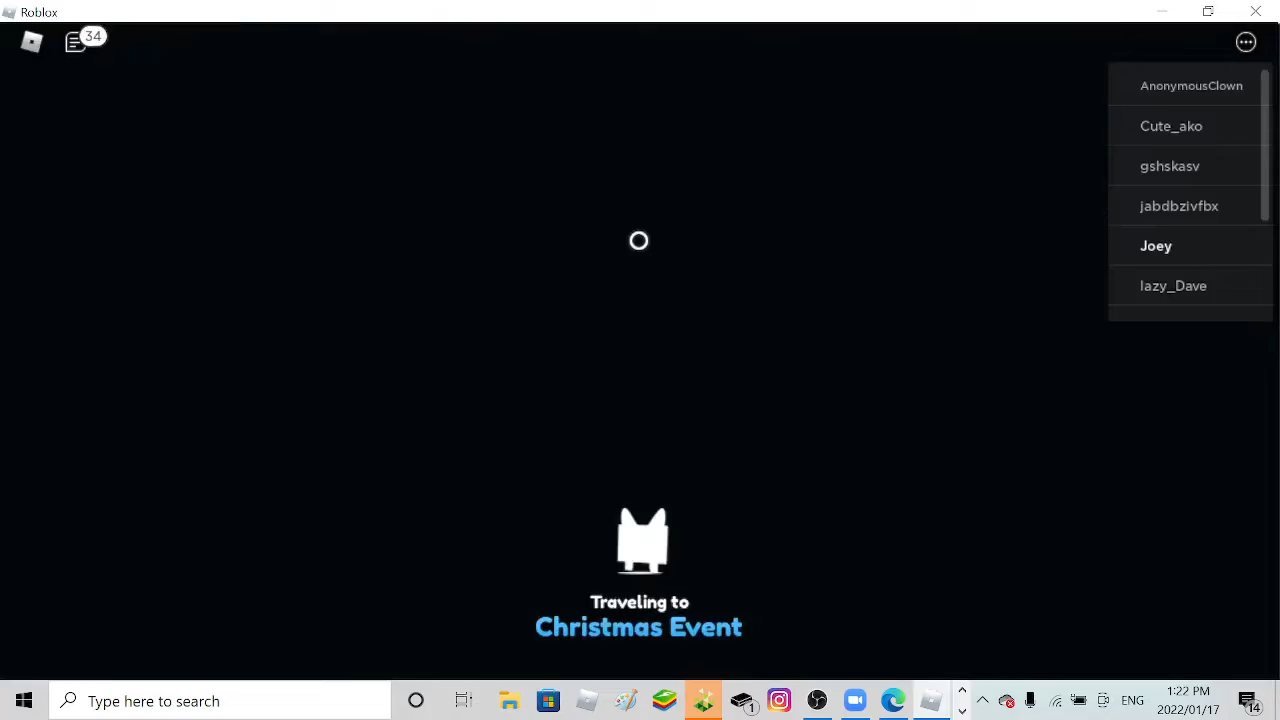 Roblox
34
AnonymousClown
Cute_ako
gshskasv
jabdbzivfbx
Joey
lazy_Dave
Traveling to
Christmas Event
Type here to search
1
ENG
1:22 PM
2022/01/17
14